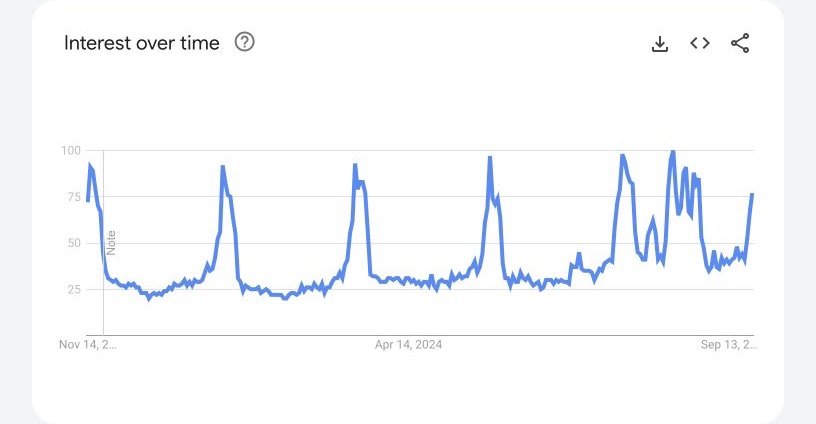 Interest over time
100
75
50
25
Note
Nov 14, 2...
Apr 14, 2024
Sep 13, 2...